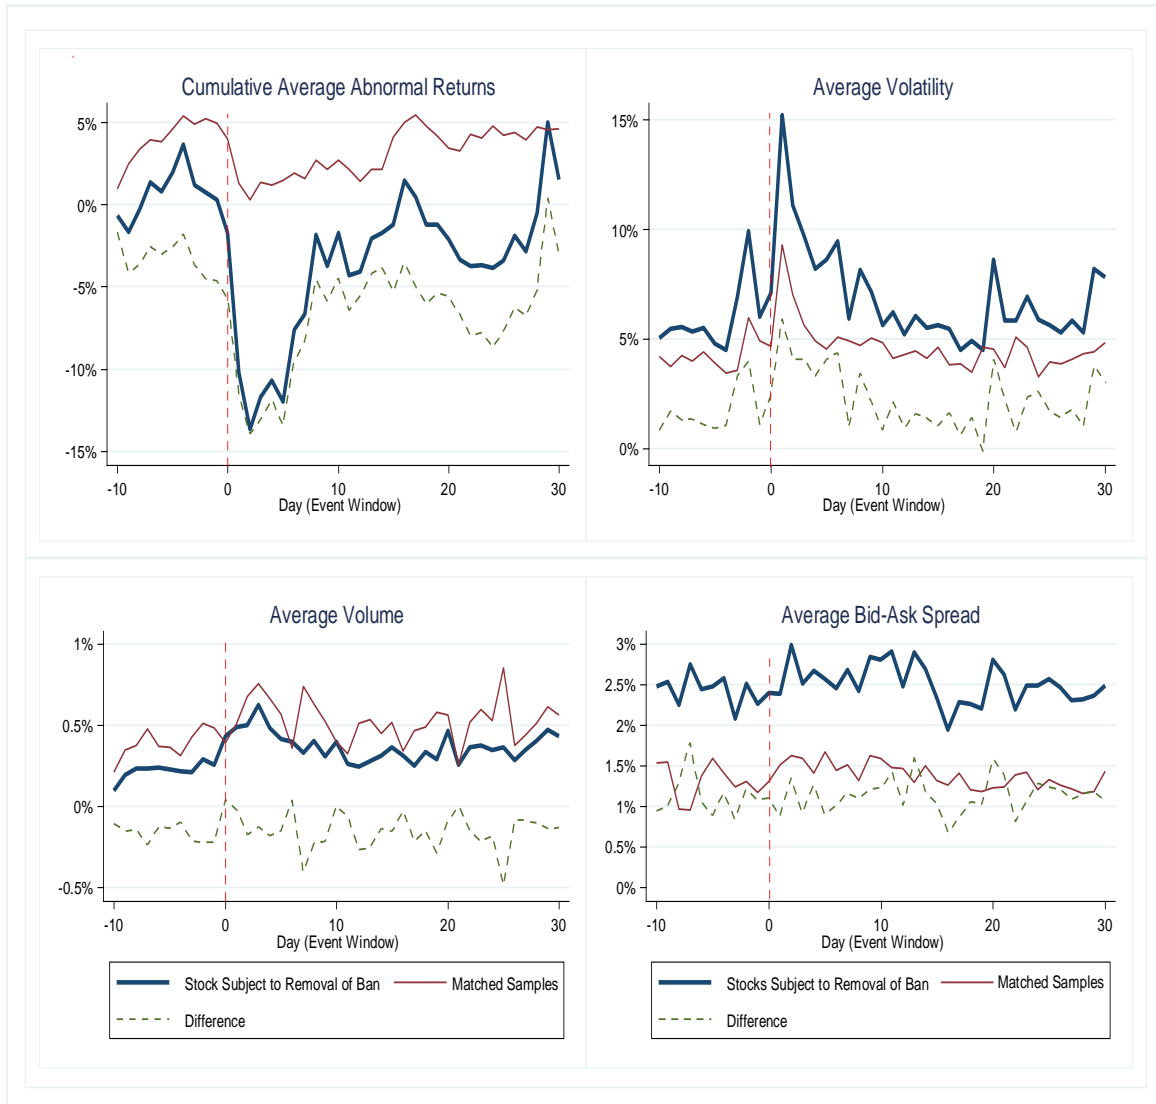 Cumulative Average Abnormal Returns
5%
0%
-5%
-10%
-15%
-10 0 10 20 30
Day (Event Window)
Average Volatility
15%
10%
5%
0%
-10 0 10 20 30
Day (Event Window)
Average Volume
1%
0.5%
0%
-0.5%
-10 0 10 20 30
Day (Event Window)
Stock Subject to Removal of Ban Matched Samples
Difference
Average Bid-Ask Spread
3%
2.5%
2%
1.5%
1%
0.5%
0%
-10 0 10 20 30
Day (Event Window)
Stocks Subject to Removal of Ban Matched Samples
Difference